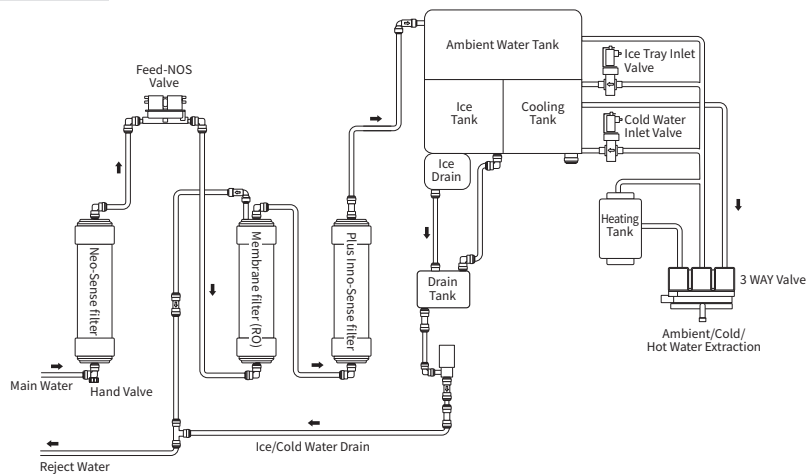 Ambient Water Tank
Ice Tray Inlet
Valve
Feed-NOS
Valve
Ice
Tank
Cooling
Tank
Cold Water
Inlet Valve
Ice
Drain
Neo-Sense filter
Membrane filter (RO)
Plus Inno-Sense filter
Heating
Tank
Drain
Tank
3 WAY Valve
Ambient/Cold/
Hot Water Extraction
Main Water
Hand Valve
Ice/Cold Water Drain
Reject Water